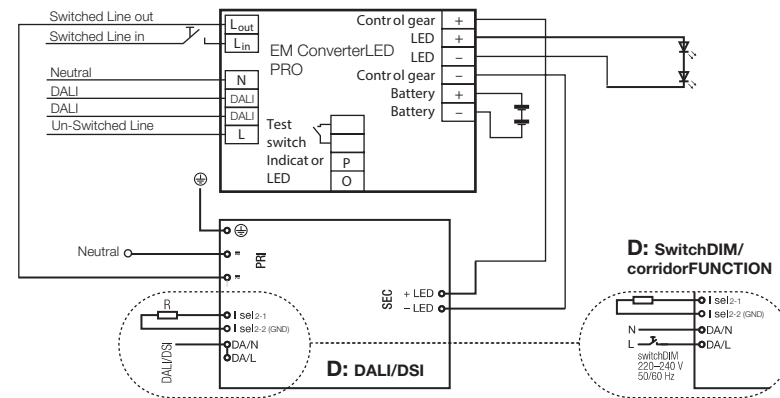 Switched Line out
Switched Line in
Neutral
DALI
DALI
Un-Switched Line
Lout
Lin
N
DALI
DALI
L
EM ConverterLED
PRO
Test
switch
Indicat or
LED
P
O
Control gear +
LED +
LED –
Control gear –
Battery +
Battery –
Neutral
PRI
SEC
+ LED
– LED
R
I sel2-1
I sel2-2 (GND)
DA/N
DA/L
DALI/DSI
D: DALI/DSI
D: SwitchDIM/
corridorFUNCTION
I sel2-1
I sel2-2 (GND)
N
DA/N
L
DA/L
switchDIM
220–240 V
50/60 Hz